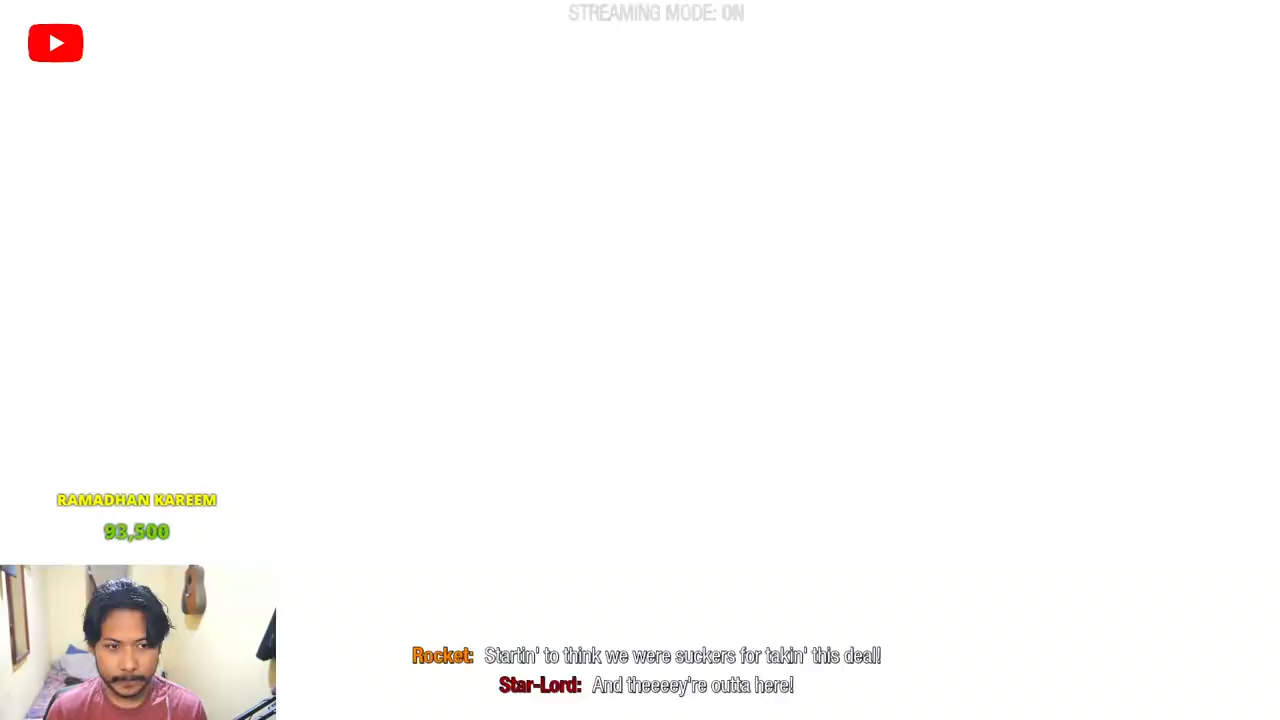 STREAMING MODE: ON
RAMADHAN KAREEM
93,500
Rocket: Startin' to think we were suckers for takin' this deal!
Star-Lord: And theeeey're outta here!